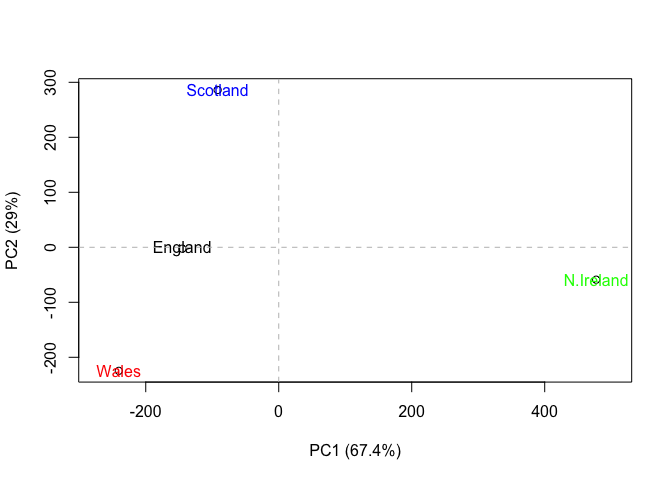 300
200
100
0
-100
-200
PC2 (29%)
Scotland
England
N.Ireland
Wales
-200
0
200
400
PC1 (67.4%)